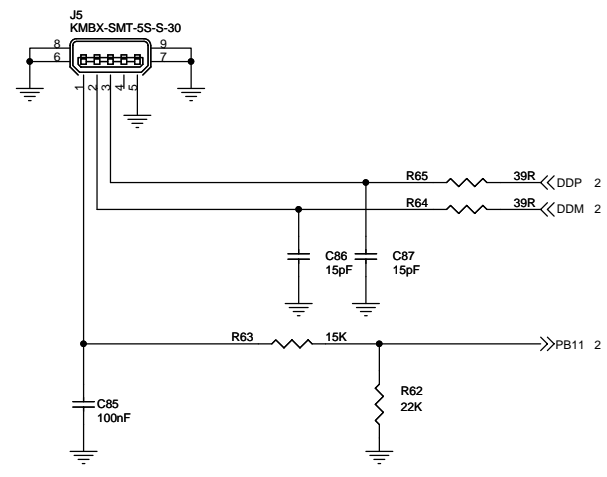 J5
KMBX-SMT-5S-S-30
8 9
6 7
1 2 3 4 5
R65 39R DDP 2
R64 39R DDM 2
C86 C87
15pF 15pF
R63 15K PB11 2
R62
22K
C85
100nF